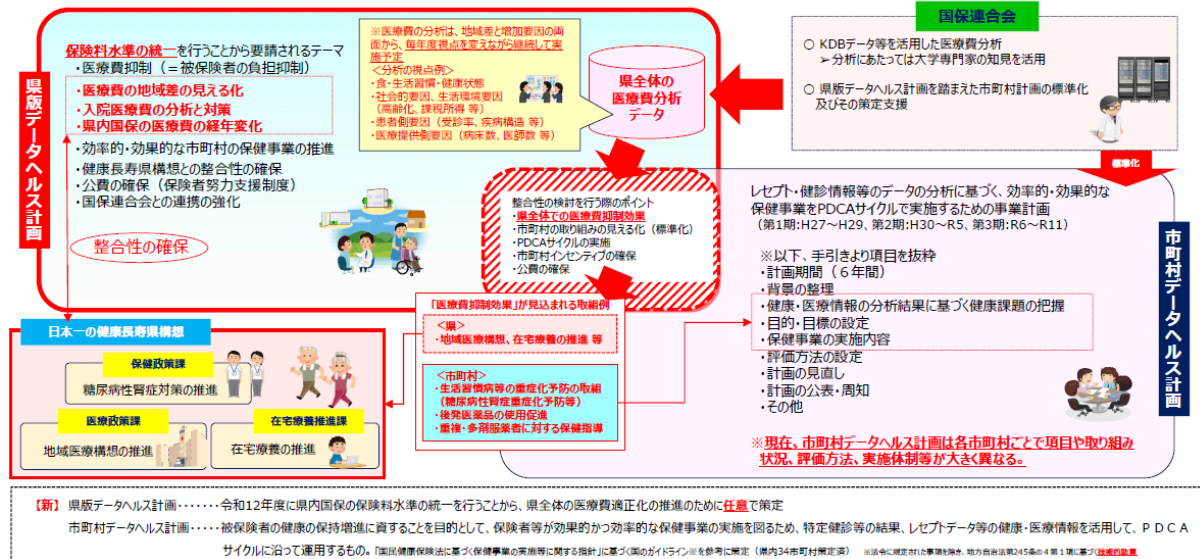 国保連合会
○ KDBデータ等を活用した医療費分析
➢分析にあたっては大学専門家の知見を活用
○ 県版データヘルス計画を踏まえた市町村計画の標準化
及びその策定支援
標準化
県版データヘルス計画
保険料水準の統一を行うことから要請されるテーマ
・医療費抑制(=被保険者の負担抑制)
・医療費の地域差の見える化
・入院医療費の分析と対策
・県内国保の医療費の経年変化
・効率的・効果的な市町村の保健事業の推進
・健康長寿県構想との整合性の確保
・公費の確保(保険者努力支援制度)
・国保連合会との連携の強化
整合性の確保
※医療費の分析は、地域差と増加要因の両
面から、毎年度視点を変えながら継続して実
施予定
<分析の視点例>
・食・生活習慣・健康状態
・社会的要因、生活環境要因
(高齢化、課税所得 等)
・患者側要因(受診率、疾病構造 等)
・医療提供側要因(病床数、医師数 等)
県全体の
医療費分析
データ
整合性の検討を行う際のポイント
・県全体での医療費抑制効果
・市町村の取り組みの見える化(標準化)
・PDCAサイクルの実施
・市町村インセンティブの確保
・公費の確保
市町村データヘルス計画
レセプト・健診情報等のデータの分析に基づく、効率的・効果的な
保健事業をPDCAサイクルで実施するための事業計画
(第1期:H27~H29、第2期:H30~R5、第3期:R6~R11)
※以下、手引きより項目を抜粋
・計画期間(6年間)
・背景の整理
・健康・医療情報の分析結果に基づく健康課題の把握
・目的・目標の設定
・保健事業の実施内容
・評価方法の設定
・計画の見直し
・計画の公表・周知
・その他
※現在、市町村データヘルス計画は各市町村ごとで項目や取り組み
状況、評価方法、実施体制等が大きく異なる。
「医療費抑制効果」が見込まれる取組例
<県>
・地域医療構想、在宅療養の推進 等
<市町村>
・生活習慣病等の重症化予防の取組
(糖尿病性腎症重症化予防等)
・後発医薬品の使用促進
・重複・多剤服薬者に対する保健指導
日本一の健康長寿県構想
保健政策課
糖尿病性腎症対策の推進
医療政策課
地域医療構想の推進
在宅療養推進課
在宅療養の推進
【新】 県版データヘルス計画・・・・・・・令和12年度に県内国保の保険料水準の統一を行うことから、県全体の医療費適正化の推進のために任意で策定
市町村データヘルス計画・・・・・被保険者の健康の保持増進に資することを目的として、保険者等が効果的かつ効率的な保健事業の実施を図るため、特定健診等の結果、レセプトデータ等の健康・医療情報を活用して、PDCA
サイクルに沿って運用するもの。「国民健康保険法に基づく保健事業の実施等に関する指針」に基づく国のガイドライン※を参考に策定(県内34市町村策定済) ※法令に規定された事項を除き、地方自治法第245条の4第1項に基づく技術的助言